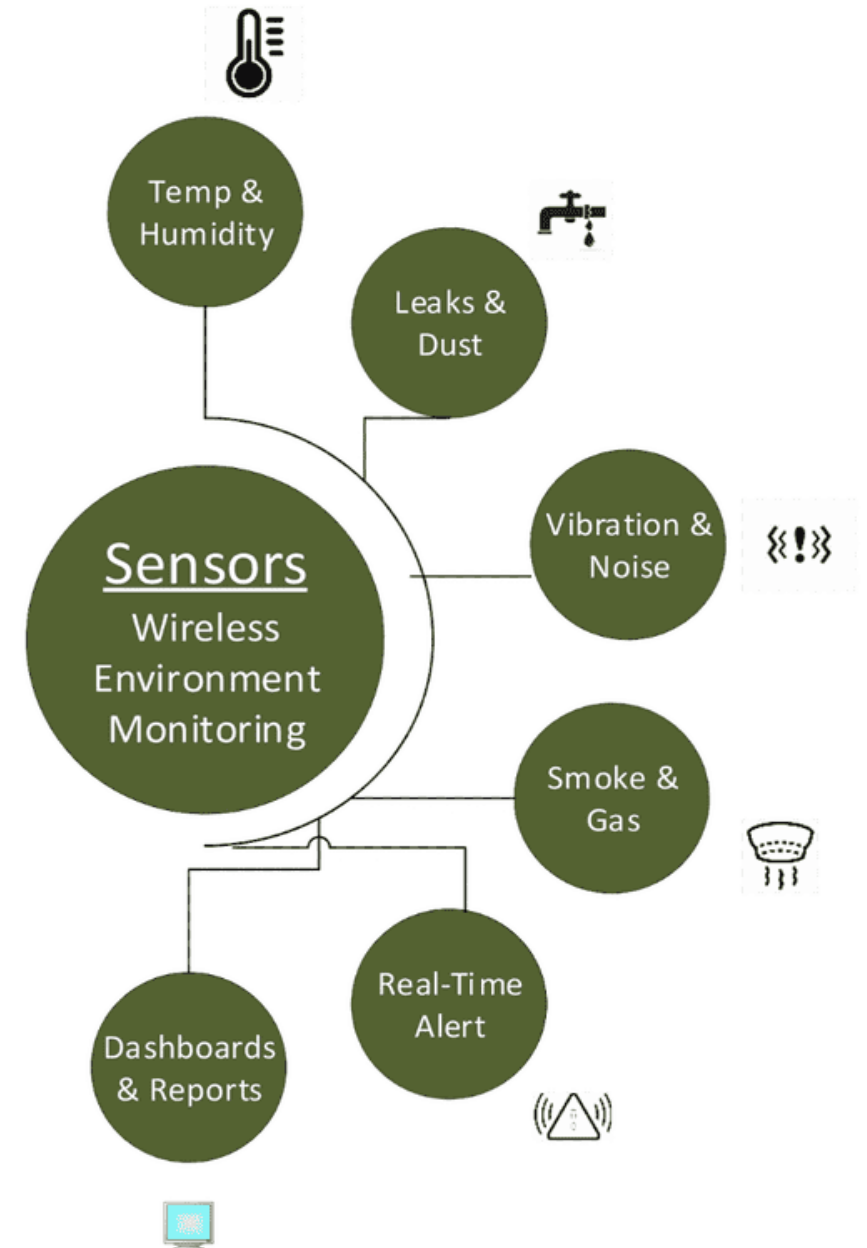 Temp &
Humidity
Leaks &
Dust
Vibration &
Noise
Sensors
Wireless
Environment
Monitoring
Smoke &
Gas
Real-Time
Alert
Dashboards
& Reports